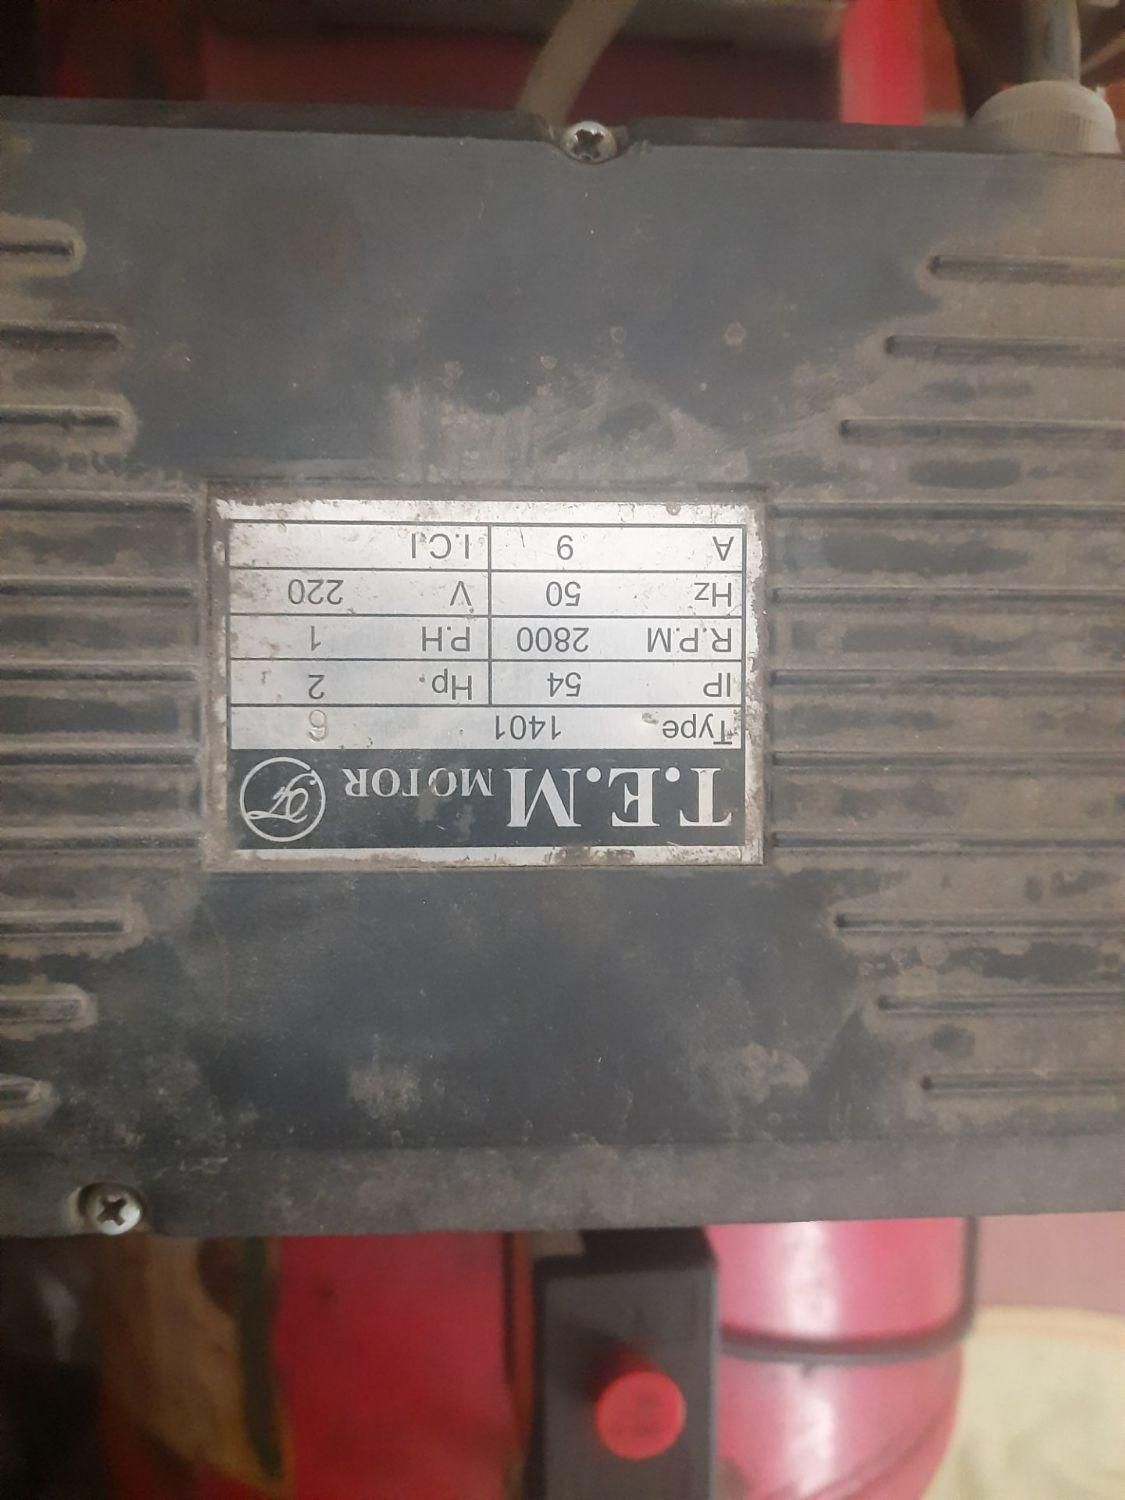 T.E.M MOTOR
Type 1401 6
IP 54 Hp. 2
R.P.M 2800 P.H 1
Hz 50 V 220
A 9 I.C.I